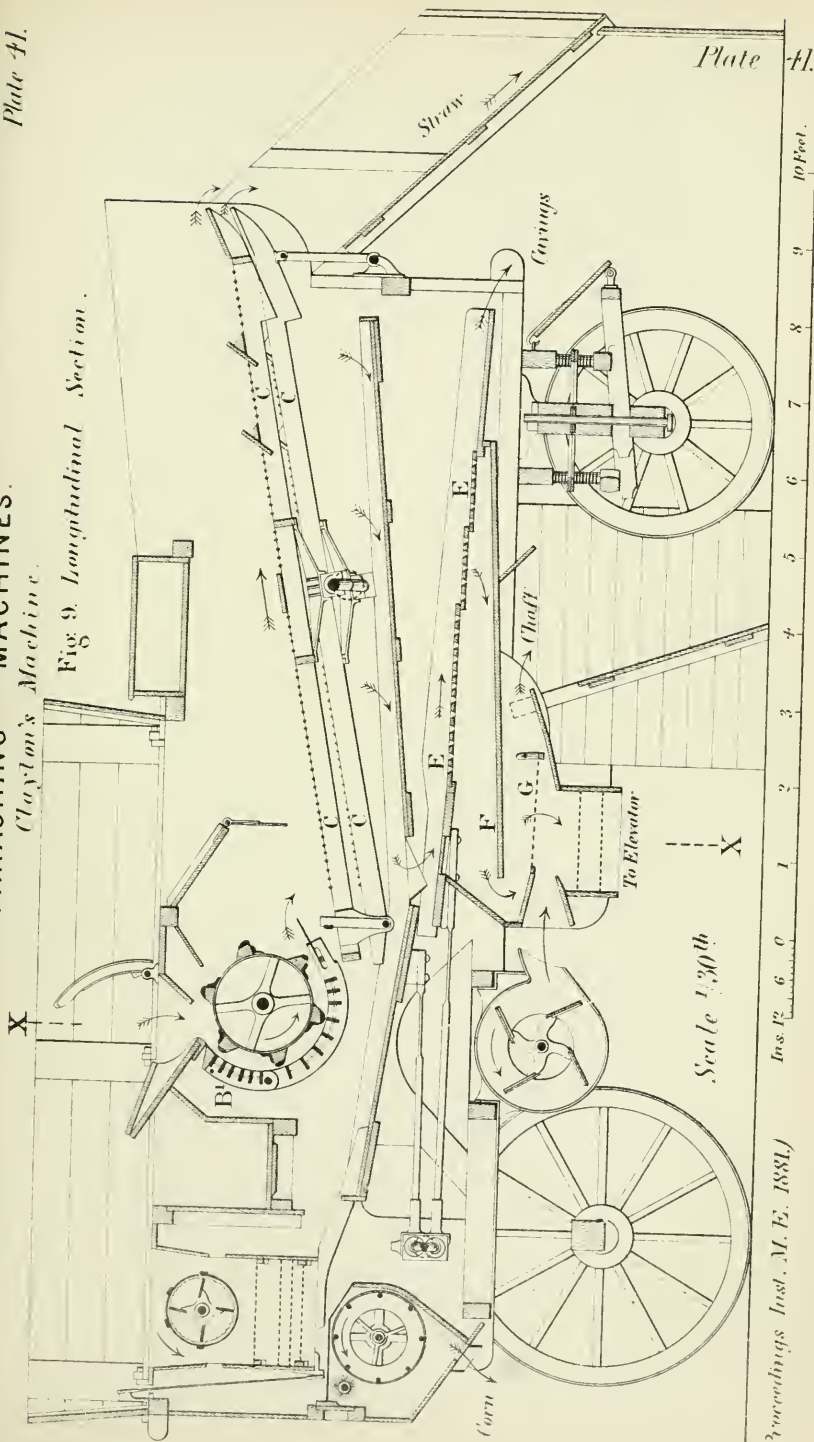 Plate 41.
MACHINES.
Clayton's Machine.
Fig. 9. Longitudinal Section.
Plate 41.
X
B¹
C
C
C
C
Straw
E
E
F
G
Cavings
Chaff
To Elevator
X
Corn
Scale 1/30th
Ins. 12 6 0 1 2 3 4 5 6 7 8 9 10 Feet.
Proceedings Inst. M. E. 1881.)